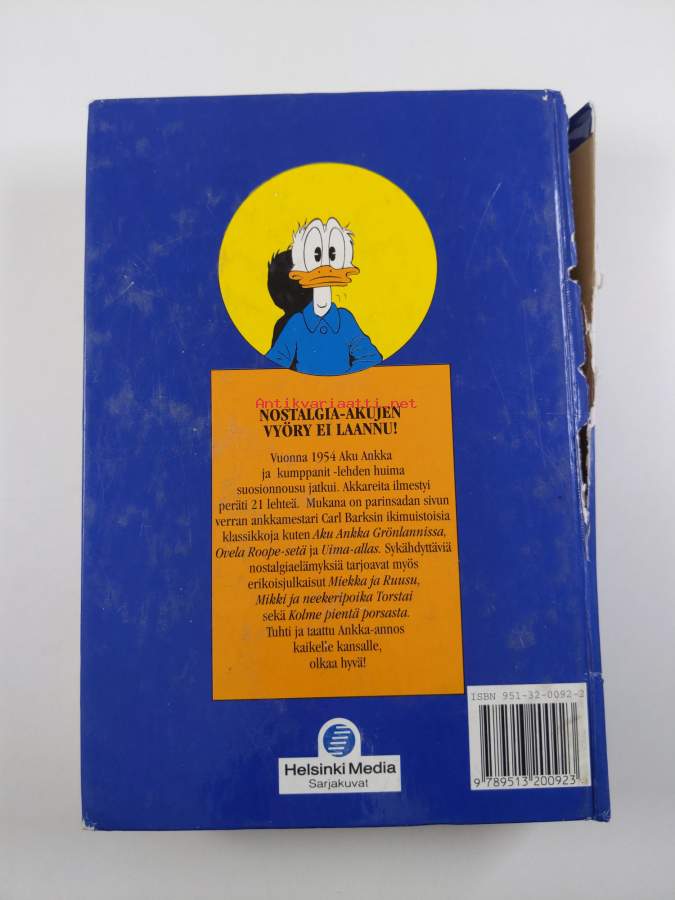 Antikvariaatti.net
NOSTALGIA-AKUJEN
VYÖRY EI LAANNU!
Vuonna 1954 Aku Ankka
ja kumppanit -lehden huima
suosionnousu jatkui. Akkareita ilmestyi
peräti 21 lehteä. Mukana on parinsadan sivun
verran ankkamestari Carl Barksin ikimuistoisia
klassikkoja kuten Aku Ankka Grönlannissa,
Ovela Roope-setä ja Uima-allas. Sykähdyttäviä
nostalgiaelämyksiä tarjoavat myös
erikoisjulkaisut Miekka ja Ruusu,
Mikki ja neekeripoika Torstai
sekä Kolme pientä porsasta.
Tuhti ja taattu Ankka-annos
kaikelle kansalle,
olkaa hyvä!
ISBN 951-32-0092-2
9 789513 200923
Helsinki Media
Sarjakuvat